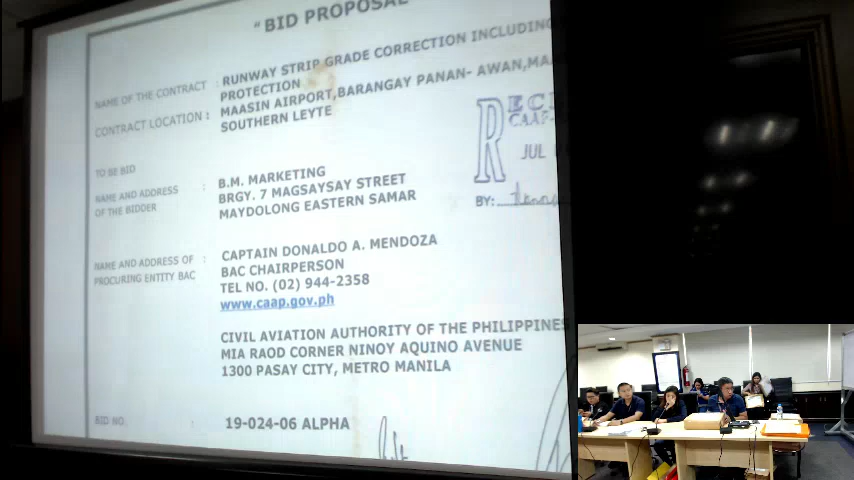 "BID PROPOSAL
NAME OF THE CONTRACT : RUNWAY STRIP GRADE CORRECTION INCLUDING
PROTECTION
CONTRACT LOCATION : MAASIN AIRPORT,BARANGAY PANAN- AWAN,MA
SOUTHERN LEYTE
TO BE BID
NAME AND ADDRESS OF THE BIDDER : B.M. MARKETING
BRGY. 7 MAGSAYSAY STREET
MAYDOLONG EASTERN SAMAR
NAME AND ADDRESS OF PROCURING ENTITY BAC : CAPTAIN DONALDO A. MENDOZA
BAC CHAIRPERSON
TEL NO. (02) 944-2358
www.caap.gov.ph
CIVIL AVIATION AUTHORITY OF THE PHILIPPINES
MIA RAOD CORNER NINOY AQUINO AVENUE
1300 PASAY CITY, METRO MANILA
BID NO. : 19-024-06 ALPHA
RECE
CAAP-
JUL
BY: